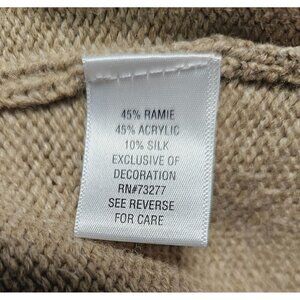 45% RAMIE
45% ACRYLIC
10% SILK
EXCLUSIVE OF
DECORATION
RN#73277
SEE REVERSE
FOR CARE